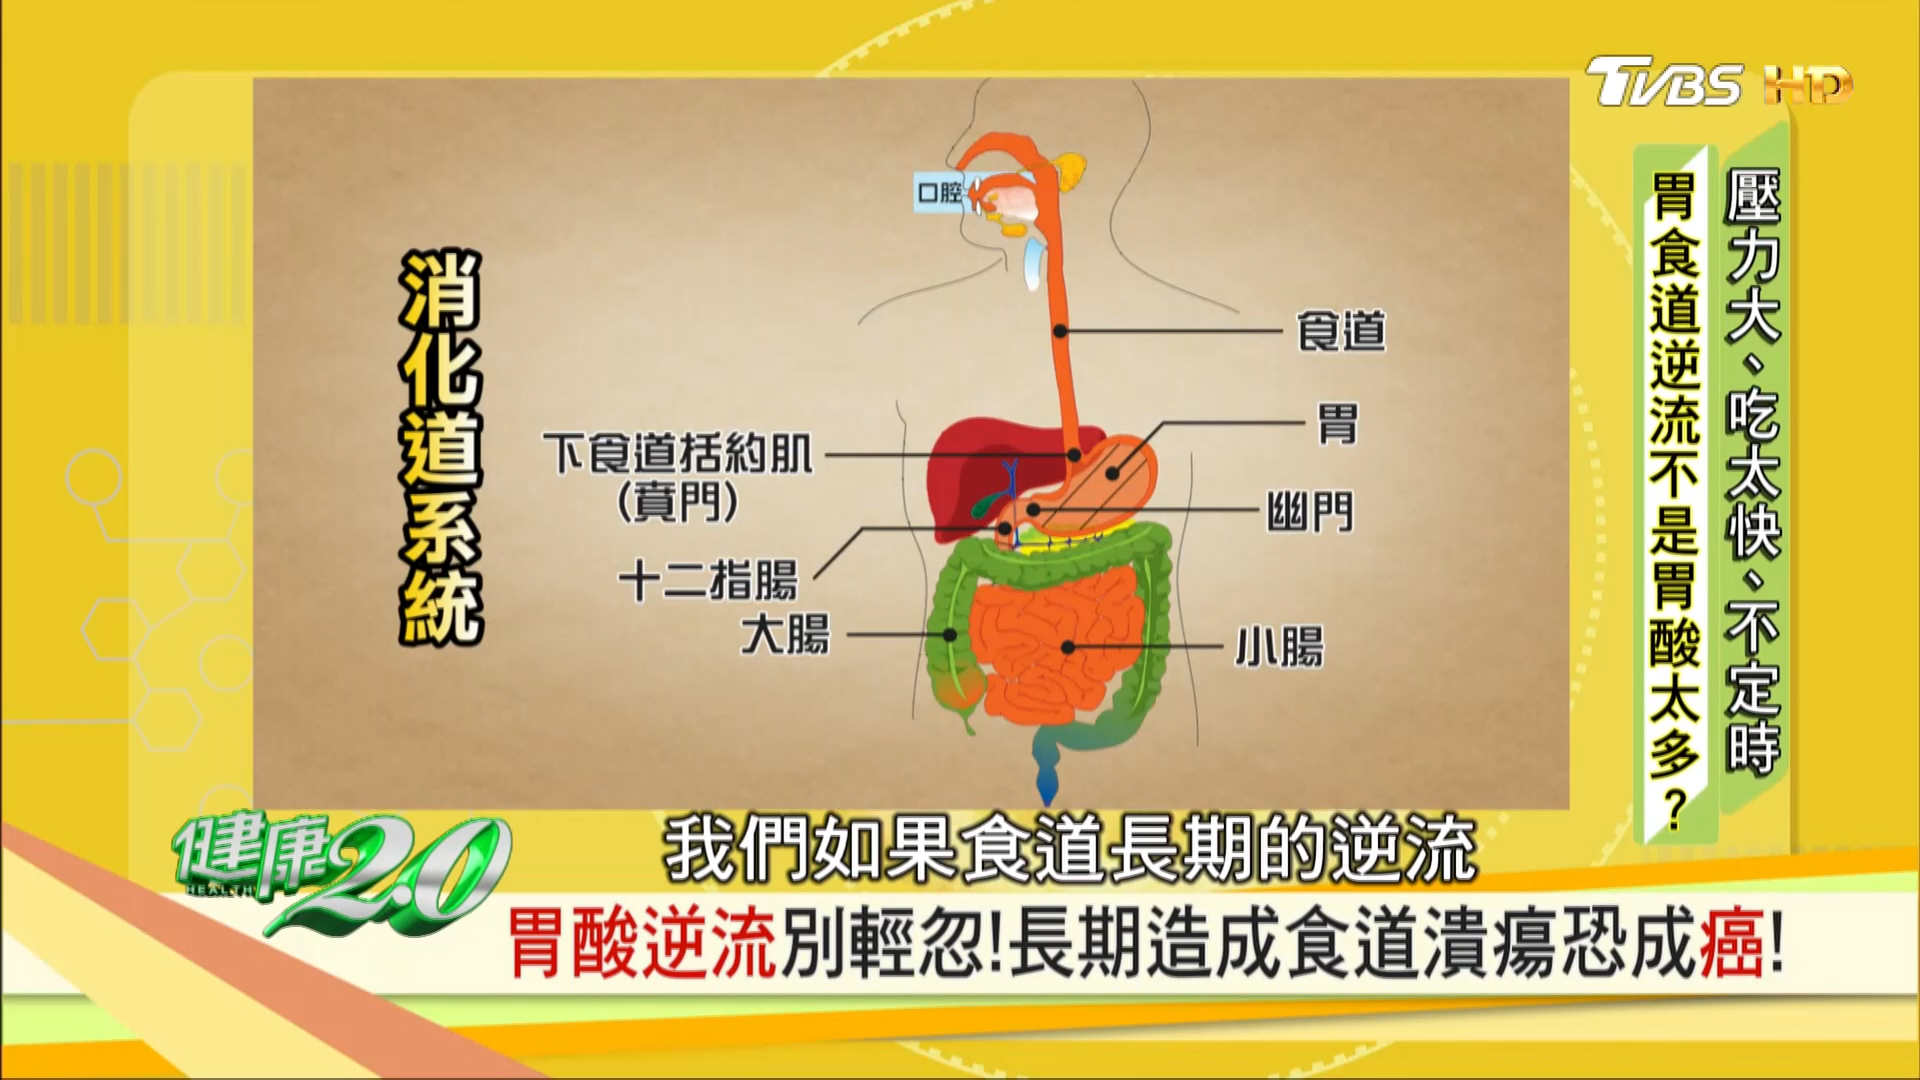 TVBS HD
壓力大、吃太快、不定時
胃食道逆流不是胃酸太多？
消化道系統
口腔
食道
胃
下食道括約肌
(賁門)
幽門
十二指腸
大腸
小腸
健康2.0
HEALTHY
我們如果食道長期的逆流
胃酸逆流別輕忽!長期造成食道潰瘍恐成癌!